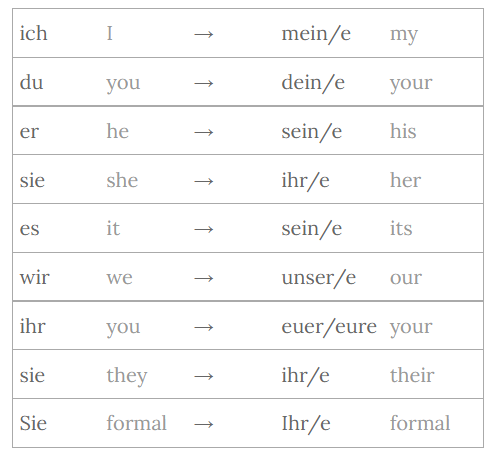 ich I → mein/e my
du you → dein/e your
er he → sein/e his
sie she → ihr/e her
es it → sein/e its
wir we → unser/e our
ihr you → euer/eure your
sie they → ihr/e their
Sie formal → Ihr/e formal